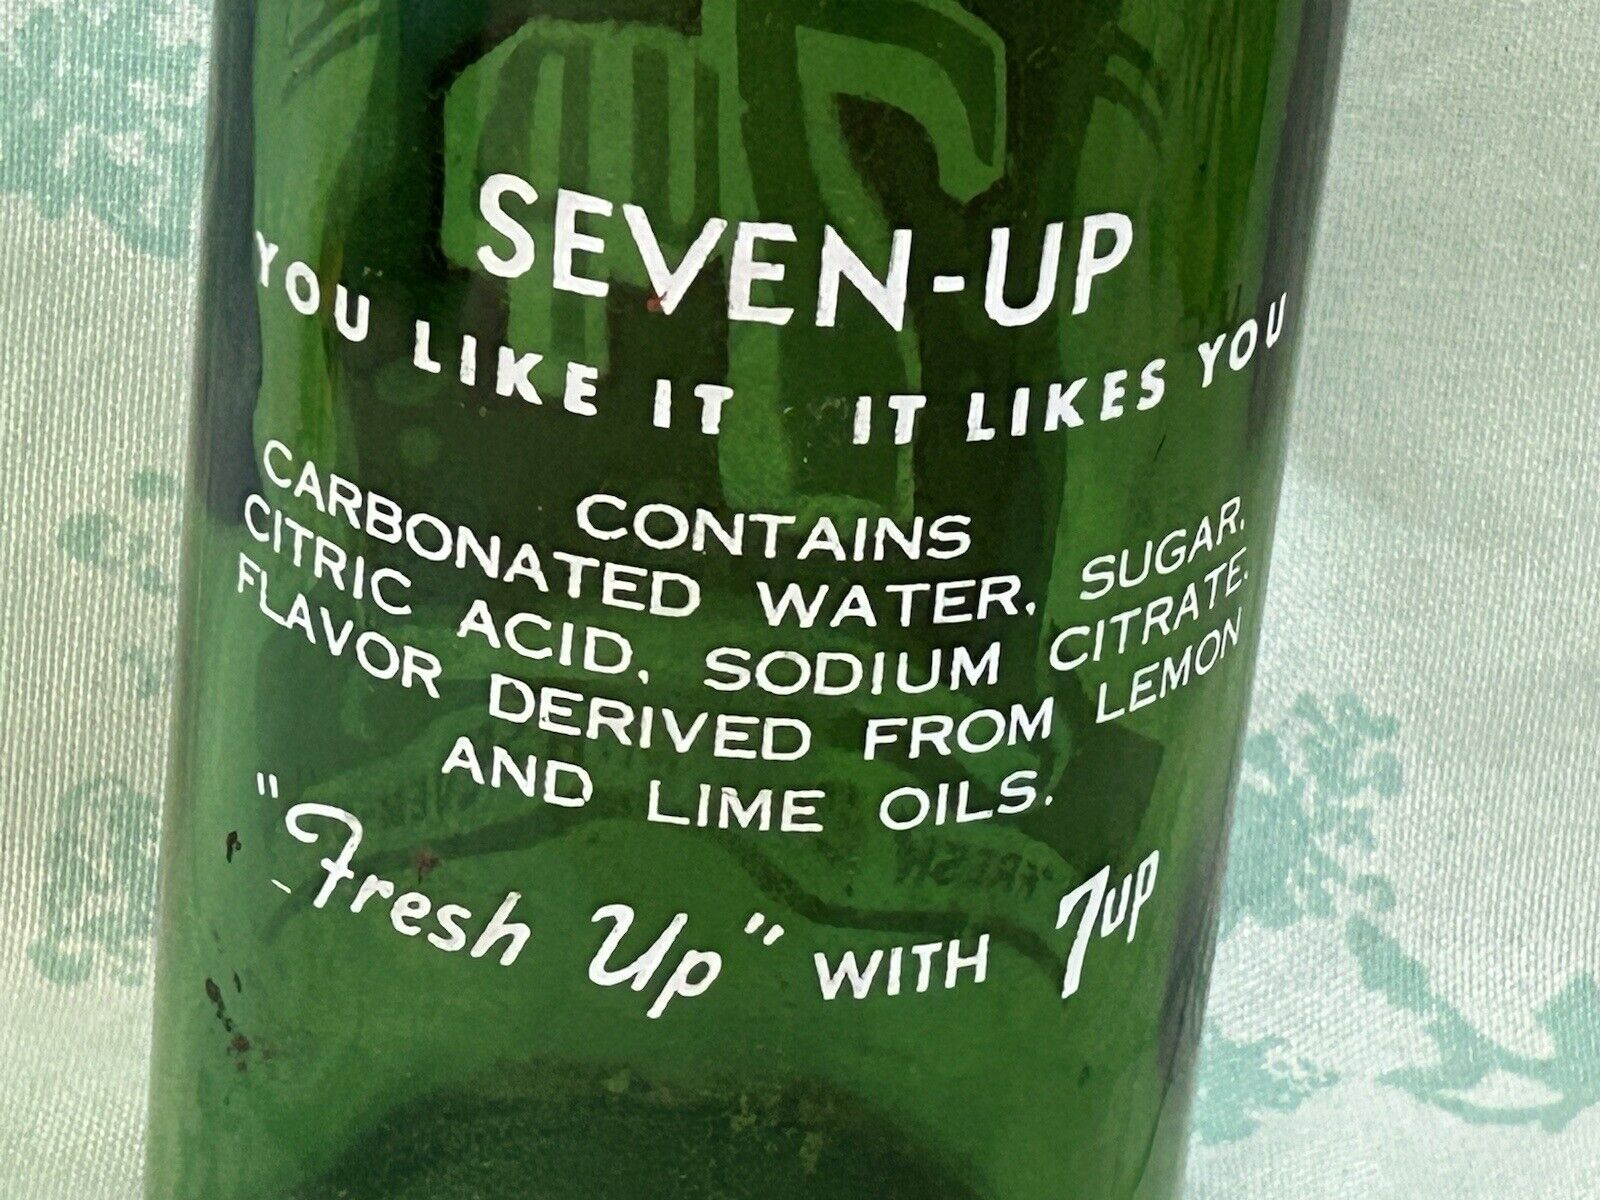 SEVEN-UP
YOU LIKE IT IT LIKES YOU
CONTAINS
CARBONATED WATER, SUGAR,
CITRIC ACID, SODIUM CITRATE,
FLAVOR DERIVED FROM LEMON
AND LIME OILS.
"Fresh Up" WITH 7up